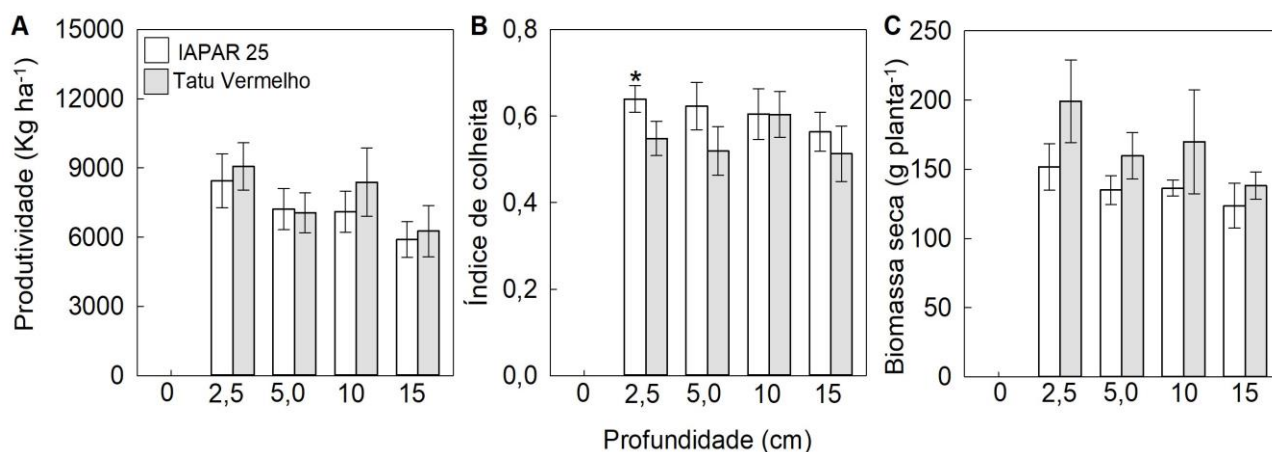 A
Produtividade (Kg ha⁻¹)
15000
12000
9000
6000
3000
0
IAPAR 25
Tatu Vermelho
0 2,5 5,0 10 15
B
Índice de colheita
0,8
0,6
0,4
0,2
0,0
*
0 2,5 5,0 10 15
Profundidade (cm)
C
Biomassa seca (g planta⁻¹)
250
200
150
100
50
0
0 2,5 5,0 10 15